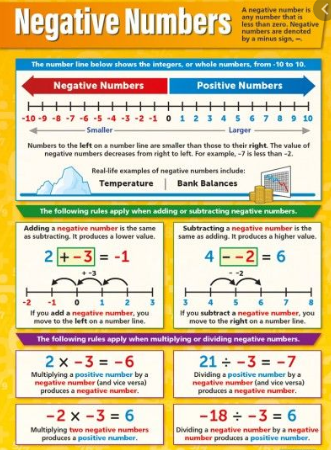 Negative Numbers
A negative number is
any number that is
less than zero. Negative
numbers are denoted
by a minus sign, −.
The number line below shows the integers, or whole numbers, from -10 to 10.
Negative Numbers
Positive Numbers
-10 -9 -8 -7 -6 -5 -4 -3 -2 -1 0 1 2 3 4 5 6 7 8 9 10
Smaller
Larger
Numbers to the left on a number line are smaller than those to their right. The value of
negative numbers decreases from right to left. For example, −7 is less than −2.
Real-life examples of negative numbers include:
Temperature | Bank Balances
The following rules apply when adding or subtracting negative numbers.
Adding a negative number is the same
as subtracting. It produces a lower value.
2 + −3 = -1
+ -3
-2 -1 0 1 2 3
If you add a negative number, you
move to the left on a number line.
Subtracting a negative number is the
same as adding. It produces a higher value.
4 − −2 = 6
− -2
3 4 5 6 7 8
If you subtract a negative number, you
move to the right on a number line.
The following rules apply when multiplying or dividing negative numbers.
2 × −3 = −6
Multiplying a positive number by a
negative number (and vice versa)
produces a negative number.
21 ÷ −3 = −7
Dividing a positive number by a
negative number (and vice versa)
produces a negative number.
−2 × −3 = 6
Multiplying two negative numbers
produces a positive number.
−18 ÷ −3 = 6
Dividing a negative number by a negative
number produces a positive number.